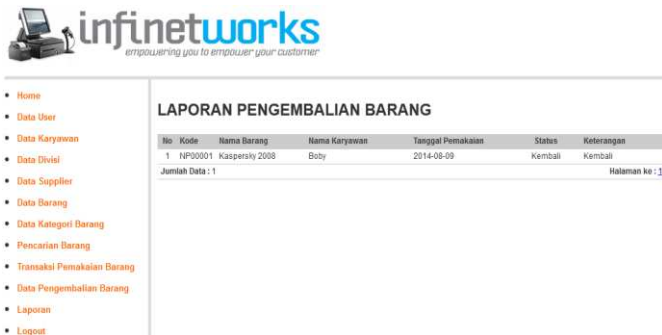 infinetworks
empowering you to empower your customer
Home
Data User
Data Karyawan
Data Divisi
Data Supplier
Data Barang
Data Kategori Barang
Pencarian Barang
Transaksi Pemakaian Barang
Data Pengembalian Barang
Laporan
Logout
LAPORAN PENGEMBALIAN BARANG
No Kode Nama Barang Nama Karyawan Tanggal Pemakaian Status Keterangan
1 NP00001 Kaspersky 2008 Boby 2014-08-09 Kembali Kembali
Jumlah Data : 1 Halaman ke : 1